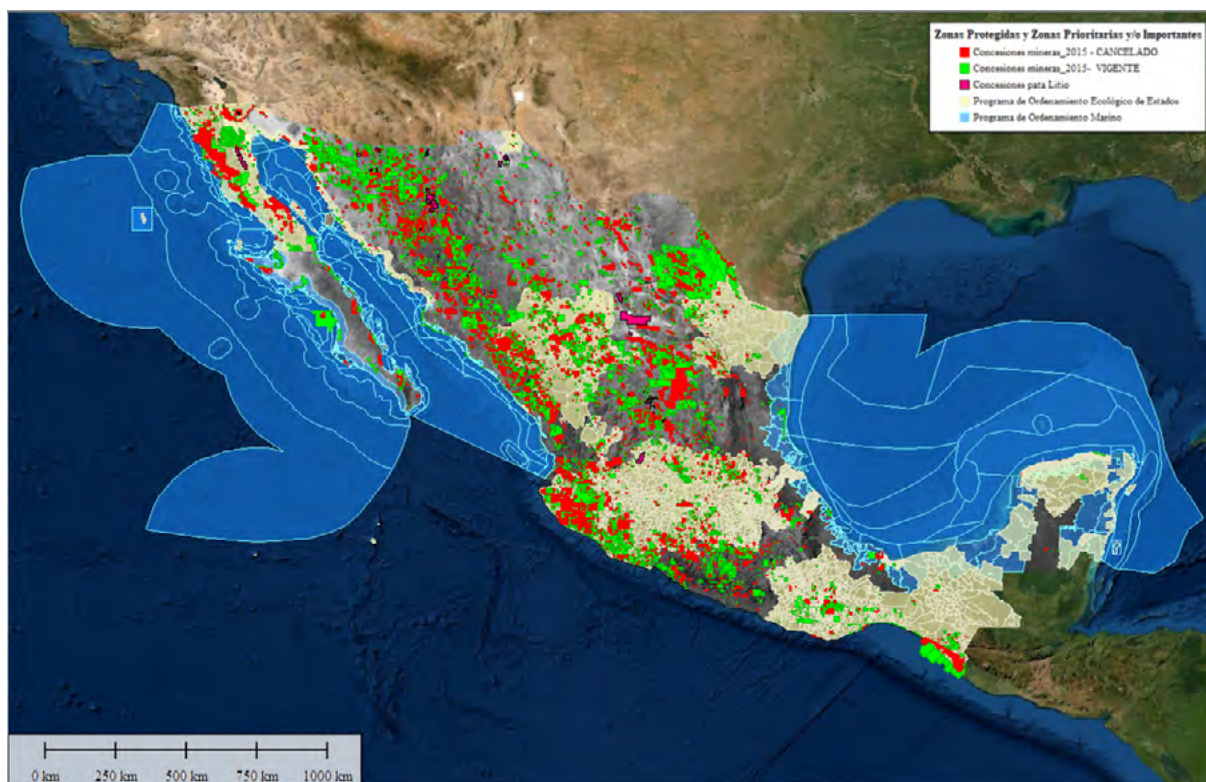 Zonas Protegidas y Zonas Prioritarias y/o Importantes
Concesiones mineras_2015 - CANCELADO
Concesiones mineras_2015- VIGENTE
Concesiones pata Litio
Programa de Ordenamiento Ecológico de Estados
Programa de Ordenamiento Marino
0 km 250 km 500 km 750 km 1000 km